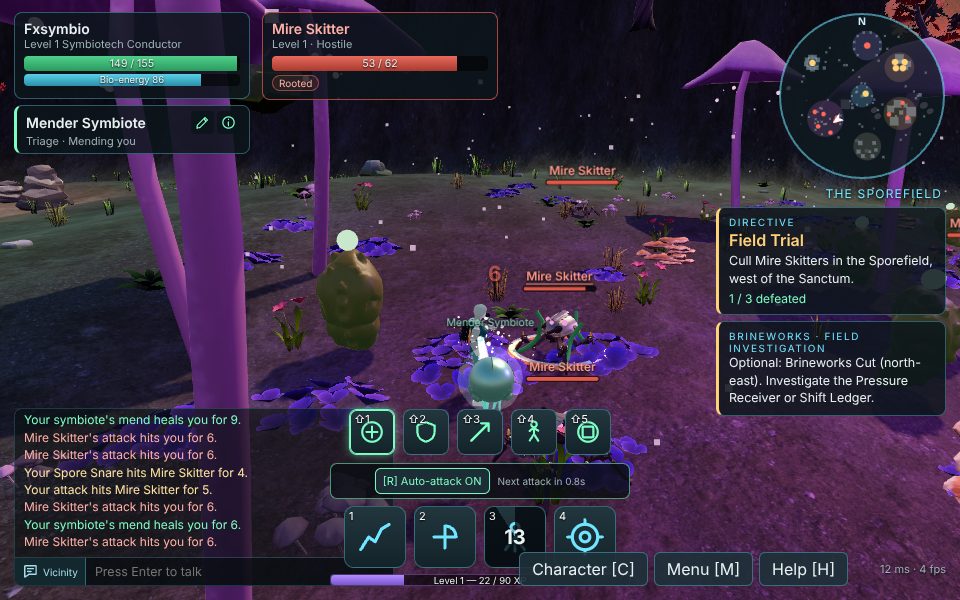 Fxsymbio
Level 1 Symbiotech Conductor
149 / 155
Bio-energy 86
Mire Skitter
Level 1 · Hostile
53 / 62
Rooted
Mender Symbiote
Triage · Mending you
N
THE SPOREFIELD
DIRECTIVE
Field Trial
Cull Mire Skitters in the Sporefield,
west of the Sanctum.
1 / 3 defeated
BRINEWORKS · FIELD
INVESTIGATION
Optional: Brineworks Cut (north-
east). Investigate the Pressure
Receiver or Shift Ledger.
Mire Skitter
6
Mire Skitter
Mender Symbiote
Mire Skitter
M
Your symbiote's mend heals you for 9.
Mire Skitter's attack hits you for 6.
Mire Skitter's attack hits you for 6.
Your Spore Snare hits Mire Skitter for 4.
Your attack hits Mire Skitter for 5.
Mire Skitter's attack hits you for 6.
Your symbiote's mend heals you for 6.
Mire Skitter's attack hits you for 6.
Vicinity
Press Enter to talk
⇧1
⇧2
⇧3
⇧4
⇧5
[R] Auto-attack ON
Next attack in 0.8s
1
2
3
13
4
Level 1 — 22 / 90 X
Character [C]
Menu [M]
Help [H]
12 ms · 4 fps